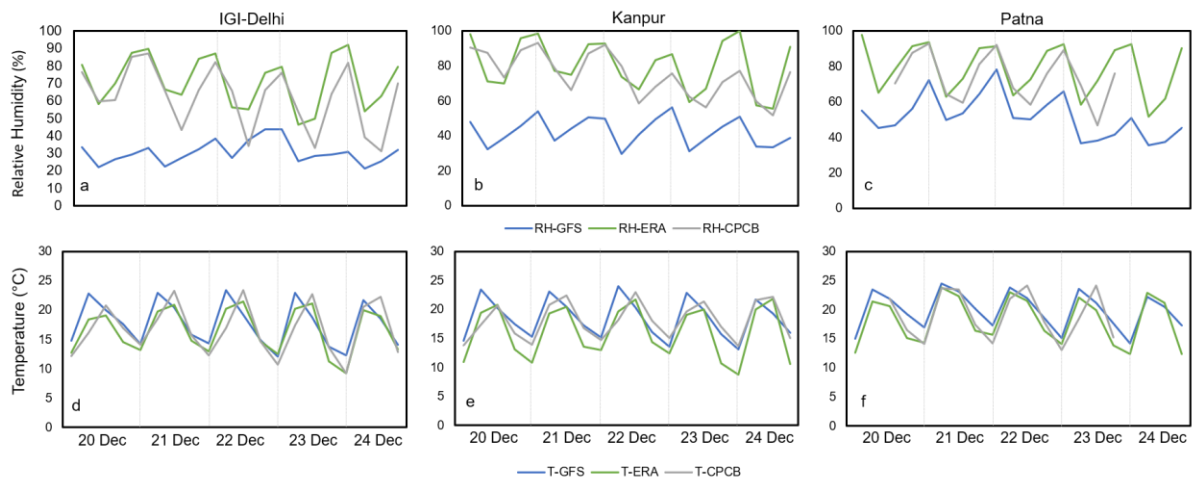 IGI-Delhi
Kanpur
Patna
Relative Humidity (%)
100
90
80
70
60
50
40
30
20
10
0
a
100
80
60
40
20
0
b
100
80
60
40
20
0
c
RH-GFS RH-ERA RH-CPCB
Temperature (°C)
30
25
20
15
10
5
0
d
30
25
20
15
10
5
0
e
30
25
20
15
10
5
0
f
20 Dec 21 Dec 22 Dec 23 Dec 24 Dec
20 Dec 21 Dec 22 Dec 23 Dec 24 Dec
20 Dec 21 Dec 22 Dec 23 Dec 24 Dec
T-GFS T-ERA T-CPCB